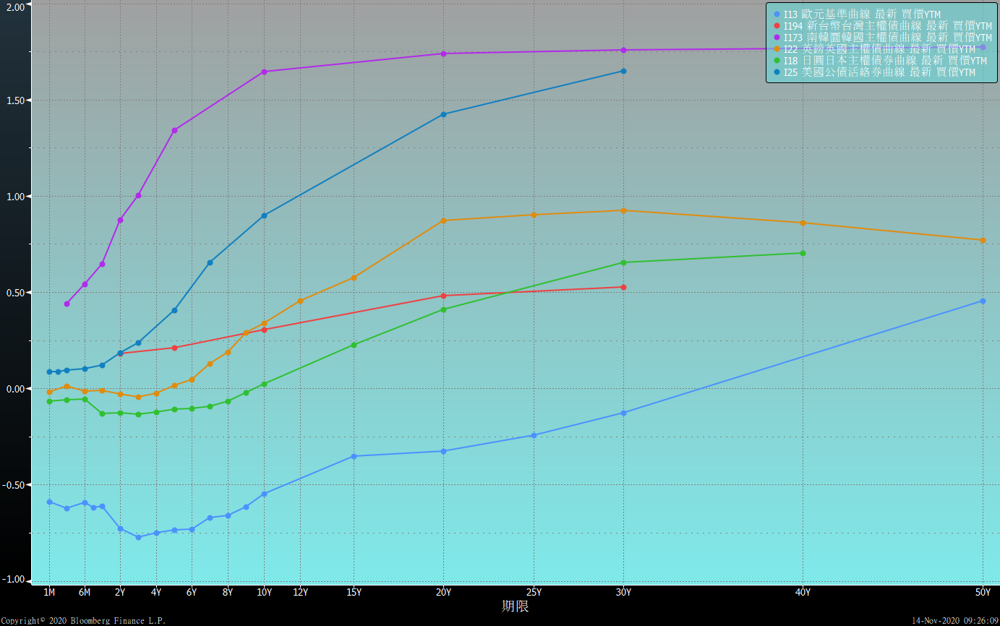 I13 歐元基準曲線 最新 買價YTM
I194 新台幣台灣主權債曲線 最新 買價YTM
I173 南韓圜韓國主權債曲線 最新 買價YTM
I22 英鎊英國主權債曲線 最新 買價YTM
I18 日圓日本主權債券曲線 最新 買價YTM
I25 美國公債活絡券曲線 最新 買價YTM
2.00
1.50
1.00
0.50
0.00
-0.50
-1.00
1M 6M 2Y 4Y 6Y 8Y 10Y 12Y 15Y 20Y 25Y 30Y 40Y 50Y
期限
Copyright© 2020 Bloomberg Finance L.P. 14-Nov-2020 09:26:09